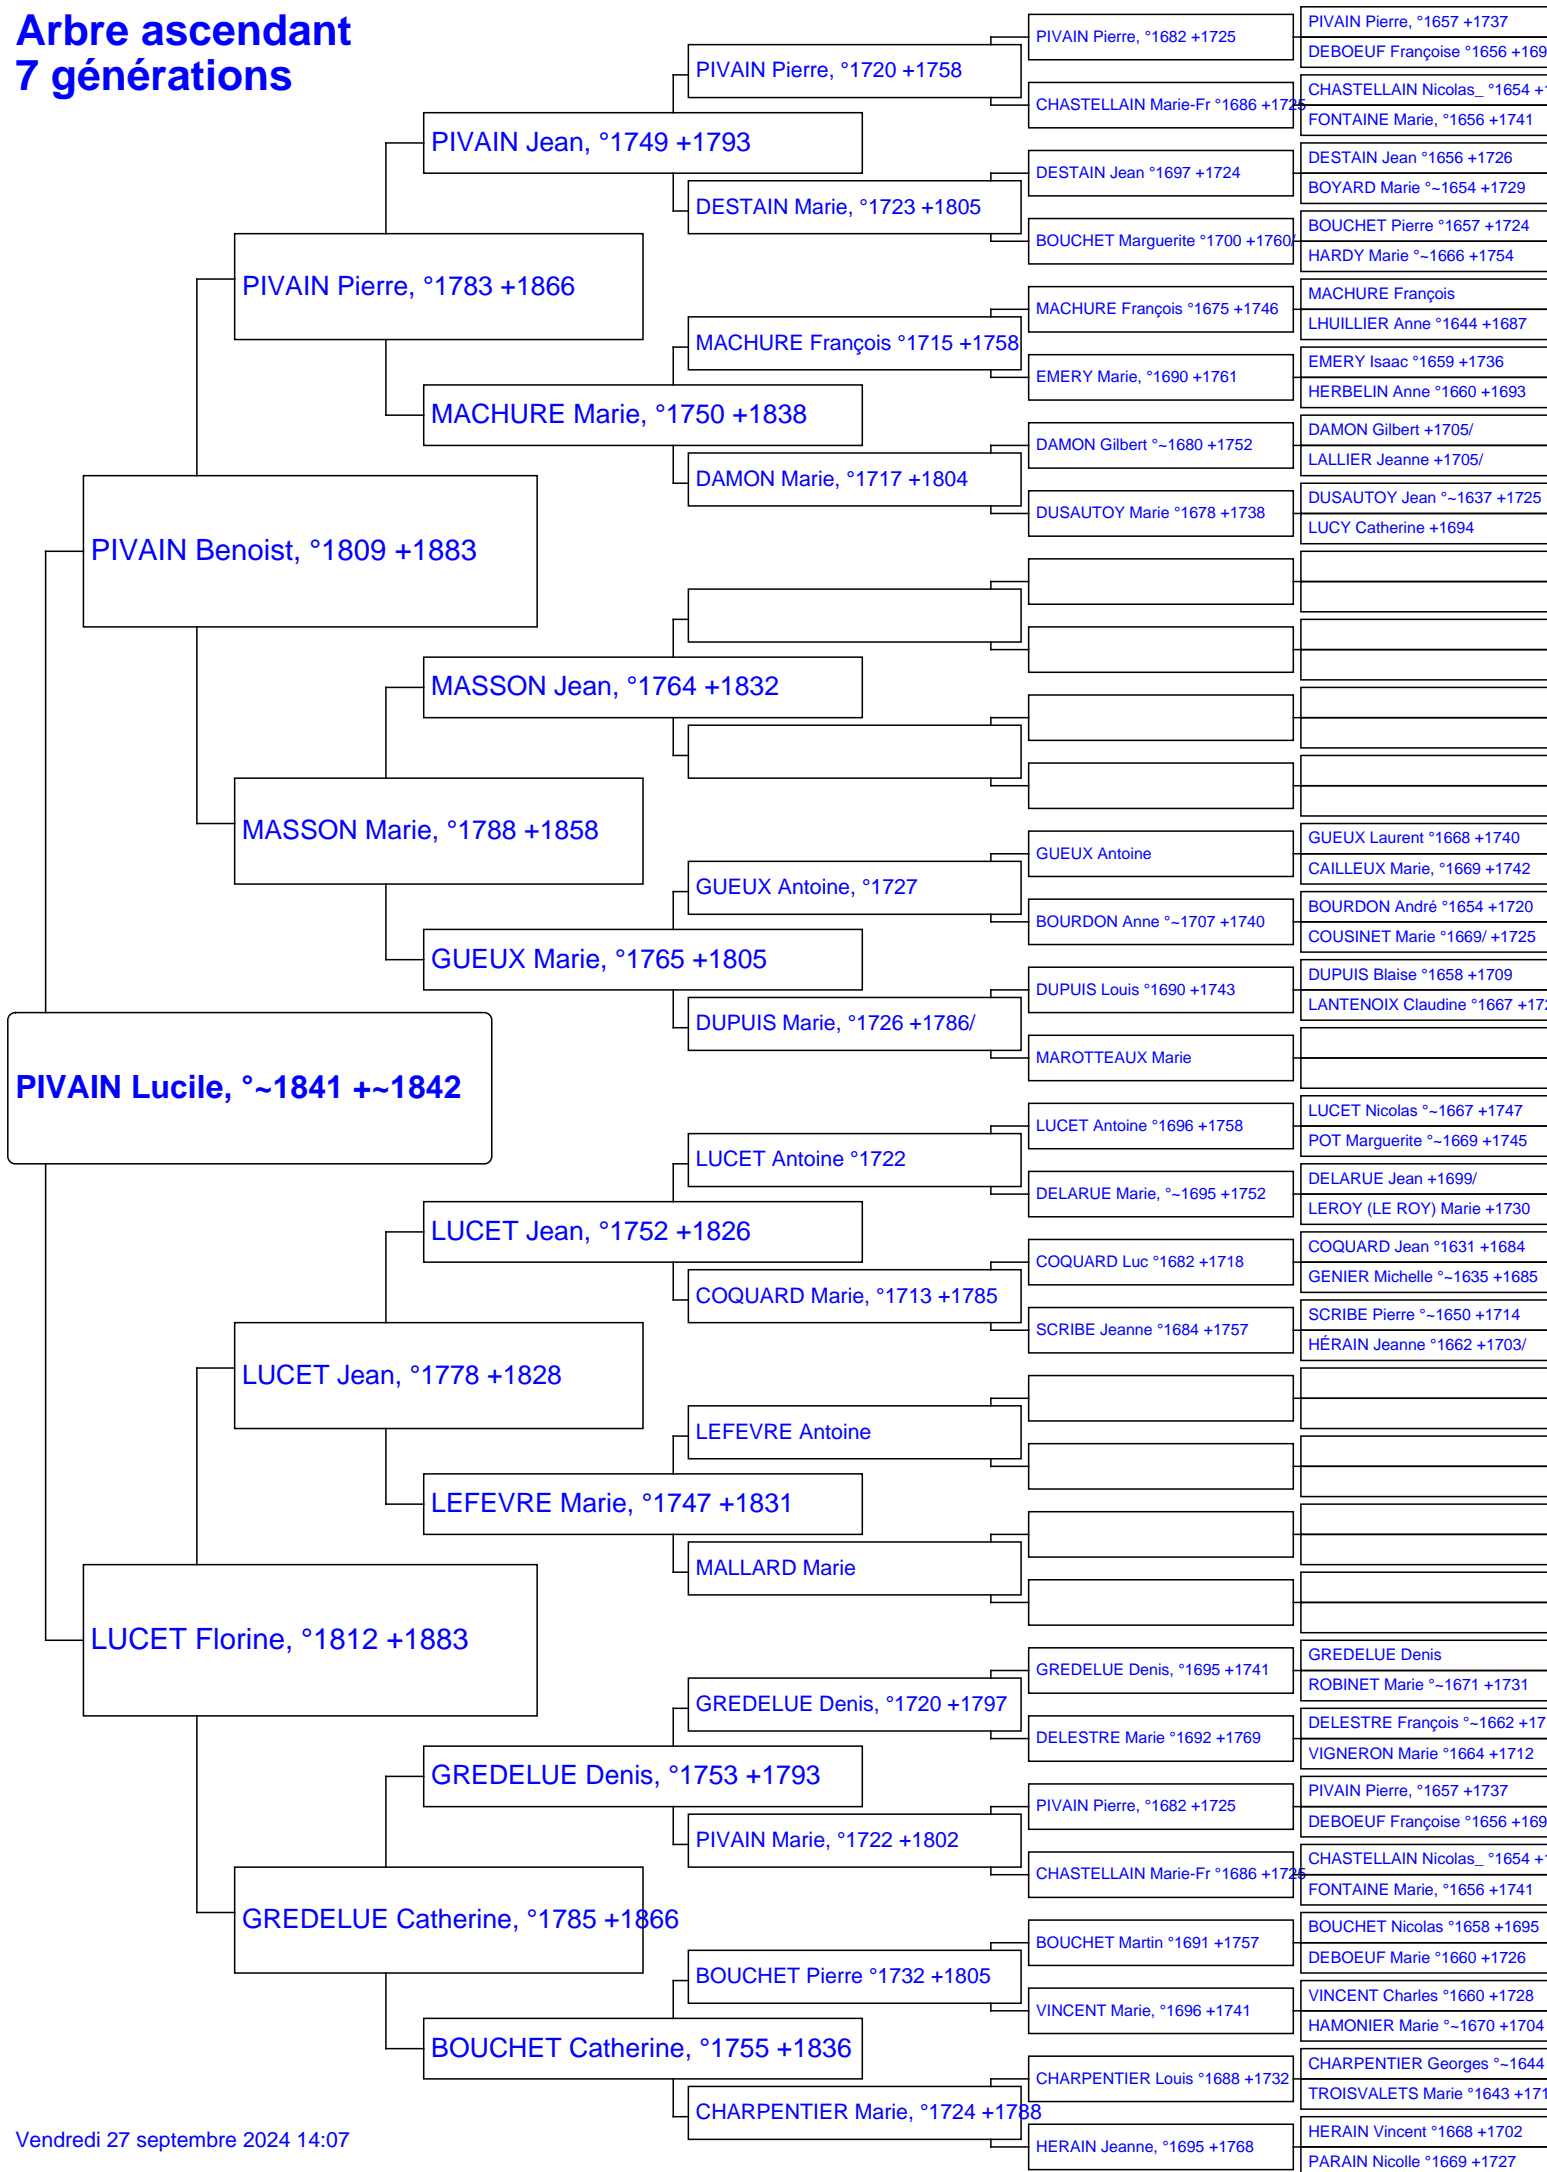 Arbre ascendant
7 générations
PIVAIN Lucile, °~1841 +~1842
PIVAIN Benoist, °1809 +1883
LUCET Florine, °1812 +1883
PIVAIN Pierre, °1783 +1866
MASSON Marie, °1788 +1858
LUCET Jean, °1778 +1828
GREDELUE Catherine, °1785 +1866
PIVAIN Jean, °1749 +1793
MACHURE Marie, °1750 +1838
MASSON Jean, °1764 +1832
GUEUX Marie, °1765 +1805
LUCET Jean, °1752 +1826
LEFEVRE Marie, °1747 +1831
GREDELUE Denis, °1753 +1793
BOUCHET Catherine, °1755 +1836
PIVAIN Pierre, °1720 +1758
DESTAIN Marie, °1723 +1805
MACHURE François °1715 +1758
DAMON Marie, °1717 +1804
GUEUX Antoine, °1727
DUPUIS Marie, °1726 +1786/
LUCET Antoine °1722
COQUARD Marie, °1713 +1785
LEFEVRE Antoine
MALLARD Marie
GREDELUE Denis, °1720 +1797
PIVAIN Marie, °1722 +1802
BOUCHET Pierre °1732 +1805
CHARPENTIER Marie, °1724 +1788
PIVAIN Pierre, °1682 +1725
CHASTELLAIN Marie-Fr °1686 +1725
DESTAIN Jean °1697 +1724
BOUCHET Marguerite °1700 +1760/
MACHURE François °1675 +1746
EMERY Marie, °1690 +1761
DAMON Gilbert °~1680 +1752
DUSAUTOY Marie °1678 +1738
GUEUX Antoine
BOURDON Anne °~1707 +1740
DUPUIS Louis °1690 +1743
MAROTTEAUX Marie
LUCET Antoine °1696 +1758
DELARUE Marie, °~1695 +1752
COQUARD Luc °1682 +1718
SCRIBE Jeanne °1684 +1757
GREDELUE Denis, °1695 +1741
DELESTRE Marie °1692 +1769
PIVAIN Pierre, °1682 +1725
CHASTELLAIN Marie-Fr °1686 +1725
BOUCHET Martin °1691 +1757
VINCENT Marie, °1696 +1741
CHARPENTIER Louis °1688 +1732
HERAIN Jeanne, °1695 +1768
PIVAIN Pierre, °1657 +1737
DEBOEUF Françoise °1656 +169
CHASTELLAIN Nicolas_ °1654 +1
FONTAINE Marie, °1656 +1741
DESTAIN Jean °1656 +1726
BOYARD Marie °~1654 +1729
BOUCHET Pierre °1657 +1724
HARDY Marie °~1666 +1754
MACHURE François
LHUILLIER Anne °1644 +1687
EMERY Isaac °1659 +1736
HERBELIN Anne °1660 +1693
DAMON Gilbert +1705/
LALLIER Jeanne +1705/
DUSAUTOY Jean °~1637 +1725
LUCY Catherine +1694
GUEUX Laurent °1668 +1740
CAILLEUX Marie, °1669 +1742
BOURDON André °1654 +1720
COUSINET Marie °1669/ +1725
DUPUIS Blaise °1658 +1709
LANTENOIX Claudine °1667 +172
LUCET Nicolas °~1667 +1747
POT Marguerite °~1669 +1745
DELARUE Jean +1699/
LEROY (LE ROY) Marie +1730
COQUARD Jean °1631 +1684
GENIER Michelle °~1635 +1685
SCRIBE Pierre °~1650 +1714
HÉRAIN Jeanne °1662 +1703/
GREDELUE Denis
ROBINET Marie °~1671 +1731
DELESTRE François °~1662 +17
VIGNERON Marie °1664 +1712
PIVAIN Pierre, °1657 +1737
DEBOEUF Françoise °1656 +169
CHASTELLAIN Nicolas_ °1654 +1
FONTAINE Marie, °1656 +1741
BOUCHET Nicolas °1658 +1695
DEBOEUF Marie °1660 +1726
VINCENT Charles °1660 +1728
HAMONIER Marie °~1670 +1704
CHARPENTIER Georges °~1644
TROISVALETS Marie °1643 +171
HERAIN Vincent °1668 +1702
PARAIN Nicolle °1669 +1727
Vendredi 27 septembre 2024 14:07